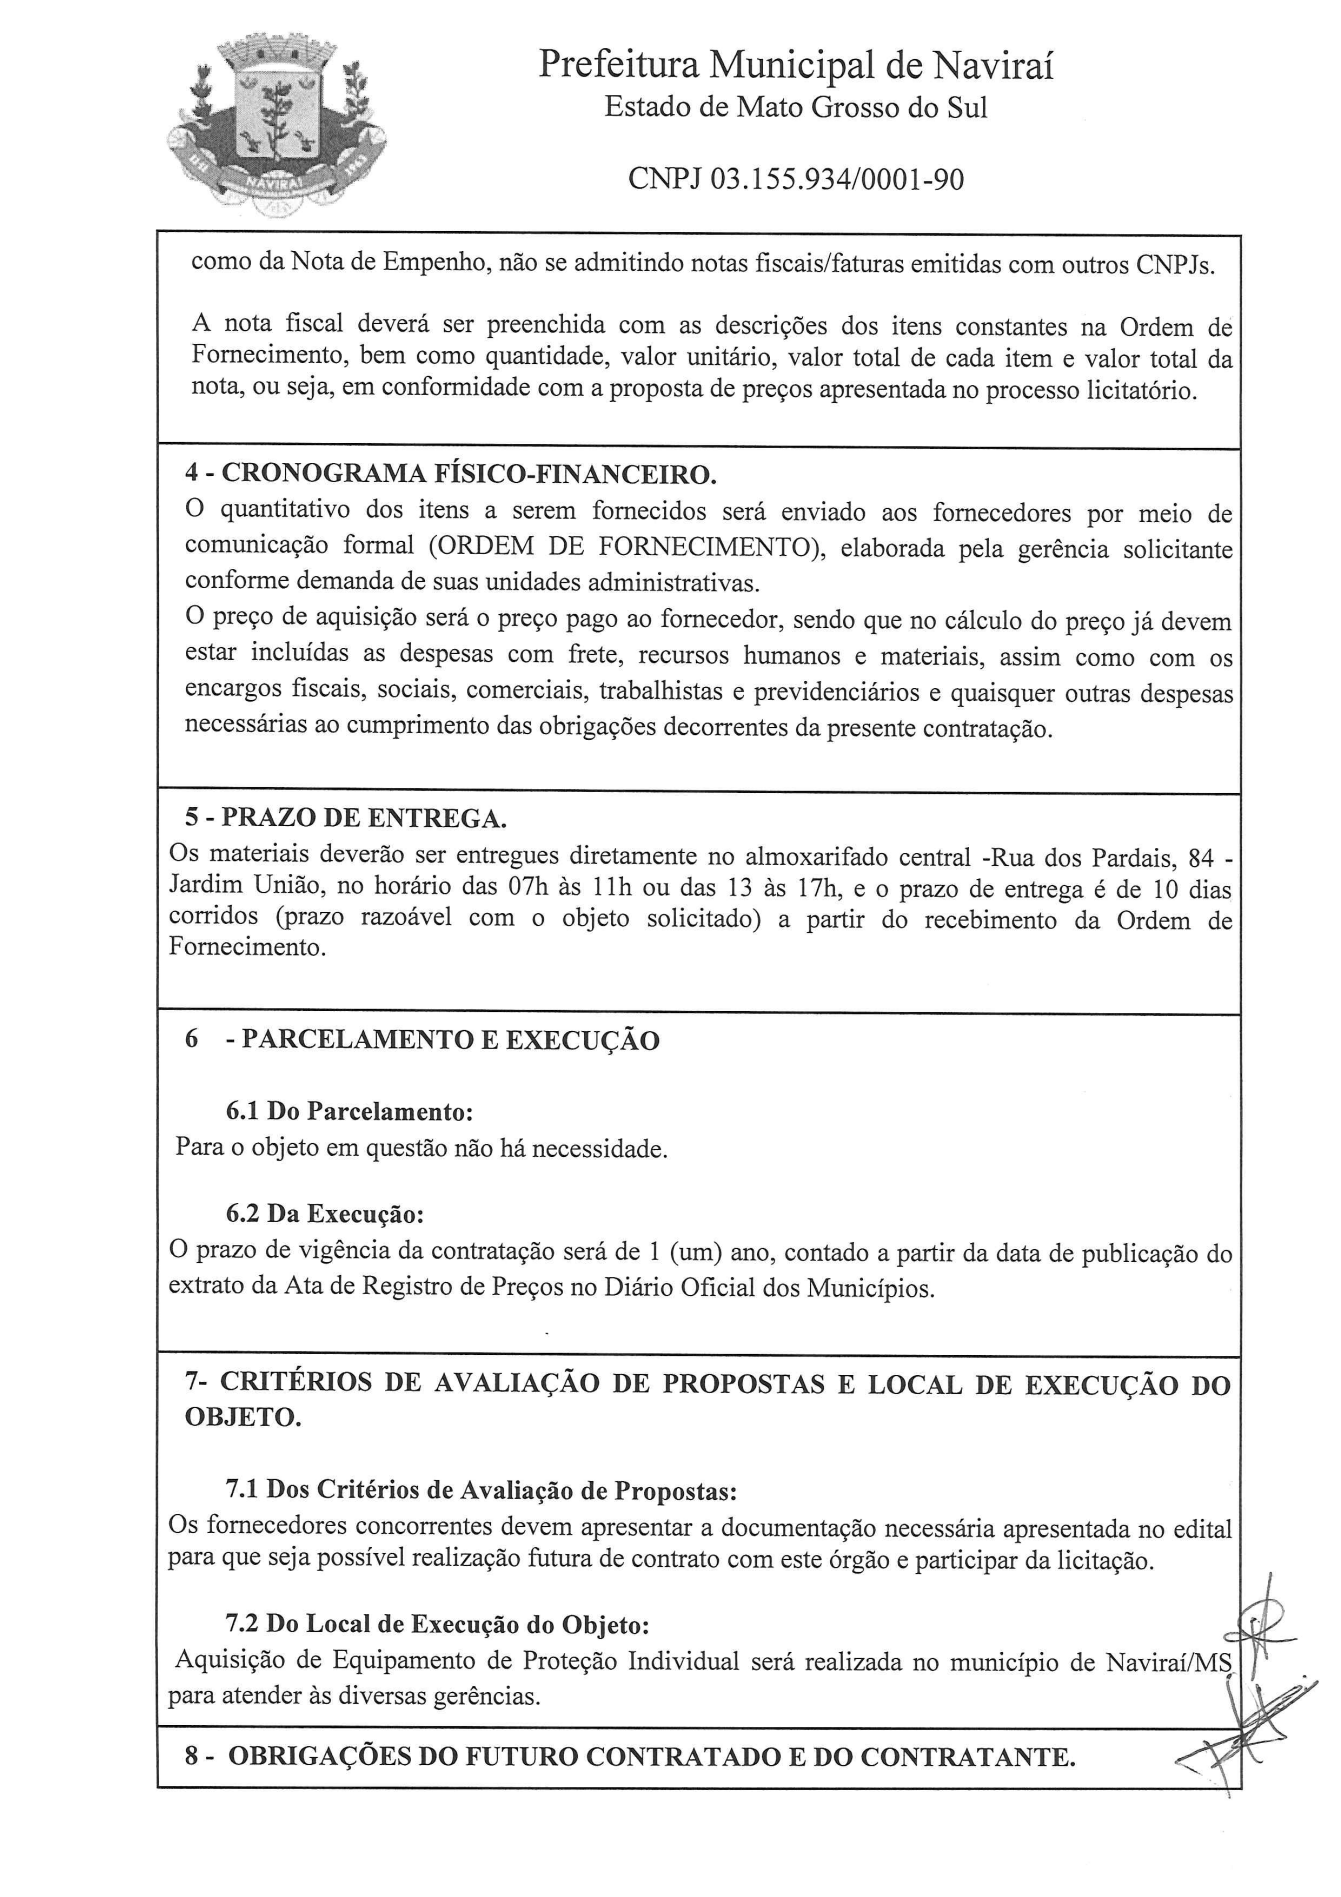 Prefeitura Municipal de Naviraí
Estado de Mato Grosso do Sul
CNPJ 03.155.934/0001-90
NAVIRAI
1963
como da Nota de Empenho, não se admitindo notas fiscais/faturas emitidas com outros CNPJs.
A nota fiscal deverá ser preenchida com as descrições dos itens constantes na Ordem de
Fornecimento, bem como quantidade, valor unitário, valor total de cada item e valor total da
nota, ou seja, em conformidade com a proposta de preços apresentada no processo licitatório.
4 - CRONOGRAMA FÍSICO-FINANCEIRO.
O quantitativo dos itens a serem fornecidos será enviado aos fornecedores por meio de
comunicação formal (ORDEM DE FORNECIMENTO), elaborada pela gerência solicitante
conforme demanda de suas unidades administrativas.
O preço de aquisição será o preço pago ao fornecedor, sendo que no cálculo do preço já devem
estar incluídas as despesas com frete, recursos humanos e materiais, assim como com os
encargos fiscais, sociais, comerciais, trabalhistas e previdenciários e quaisquer outras despesas
necessárias ao cumprimento das obrigações decorrentes da presente contratação.
5 - PRAZO DE ENTREGA.
Os materiais deverão ser entregues diretamente no almoxarifado central -Rua dos Pardais, 84 -
Jardim União, no horário das 07h às 11h ou das 13 às 17h, e o prazo de entrega é de 10 dias
corridos (prazo razoável com o objeto solicitado) a partir do recebimento da Ordem de
Fornecimento.
6 - PARCELAMENTO E EXECUÇÃO
6.1 Do Parcelamento:
Para o objeto em questão não há necessidade.
6.2 Da Execução:
O prazo de vigência da contratação será de 1 (um) ano, contado a partir da data de publicação do
extrato da Ata de Registro de Preços no Diário Oficial dos Municípios.
7- CRITÉRIOS DE AVALIAÇÃO DE PROPOSTAS E LOCAL DE EXECUÇÃO DO
OBJETO.
7.1 Dos Critérios de Avaliação de Propostas:
Os fornecedores concorrentes devem apresentar a documentação necessária apresentada no edital
para que seja possível realização futura de contrato com este órgão e participar da licitação.
7.2 Do Local de Execução do Objeto:
Aquisição de Equipamento de Proteção Individual será realizada no município de Naviraí/MS
para atender às diversas gerências.
8 - OBRIGAÇÕES DO FUTURO CONTRATADO E DO CONTRATANTE.